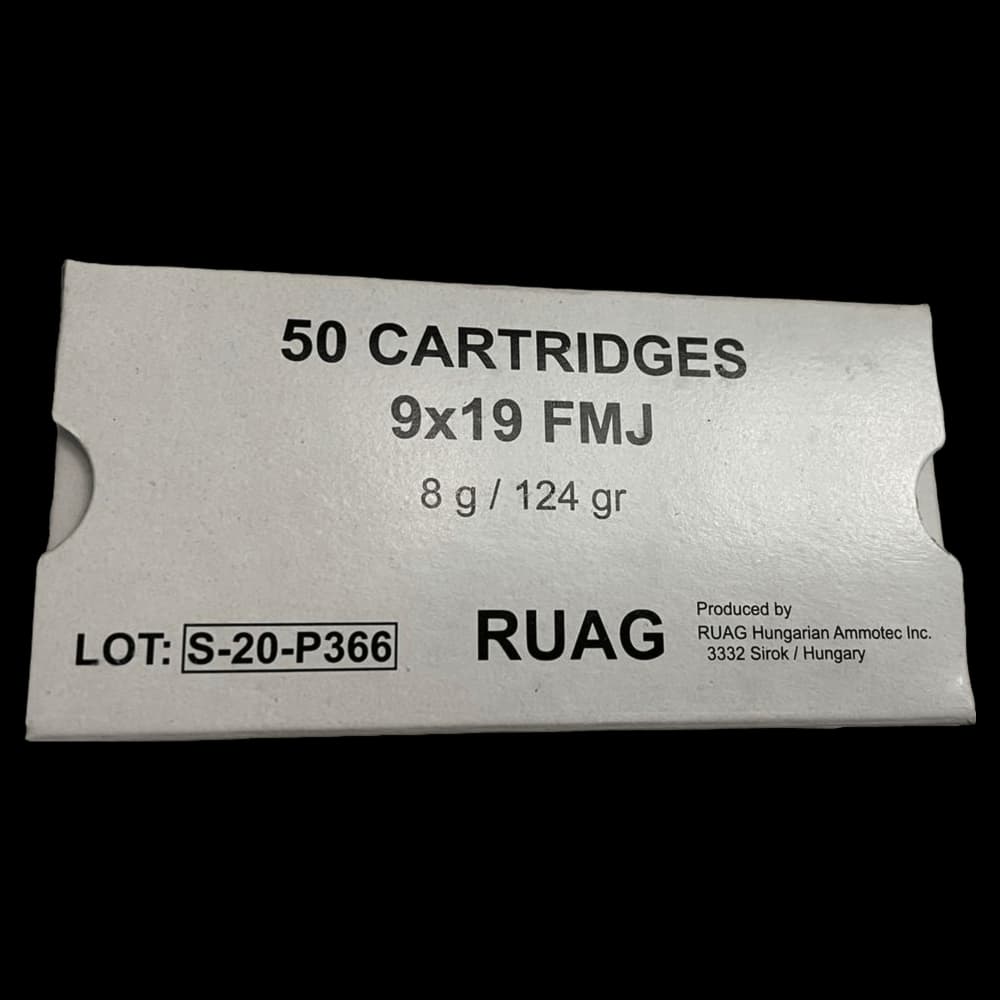 50 CARTRIDGES
9x19 FMJ
8 g / 124 gr
LOT: S-20-P366
RUAG
Produced by
RUAG Hungarian Ammotec Inc.
3332 Sirok / Hungary